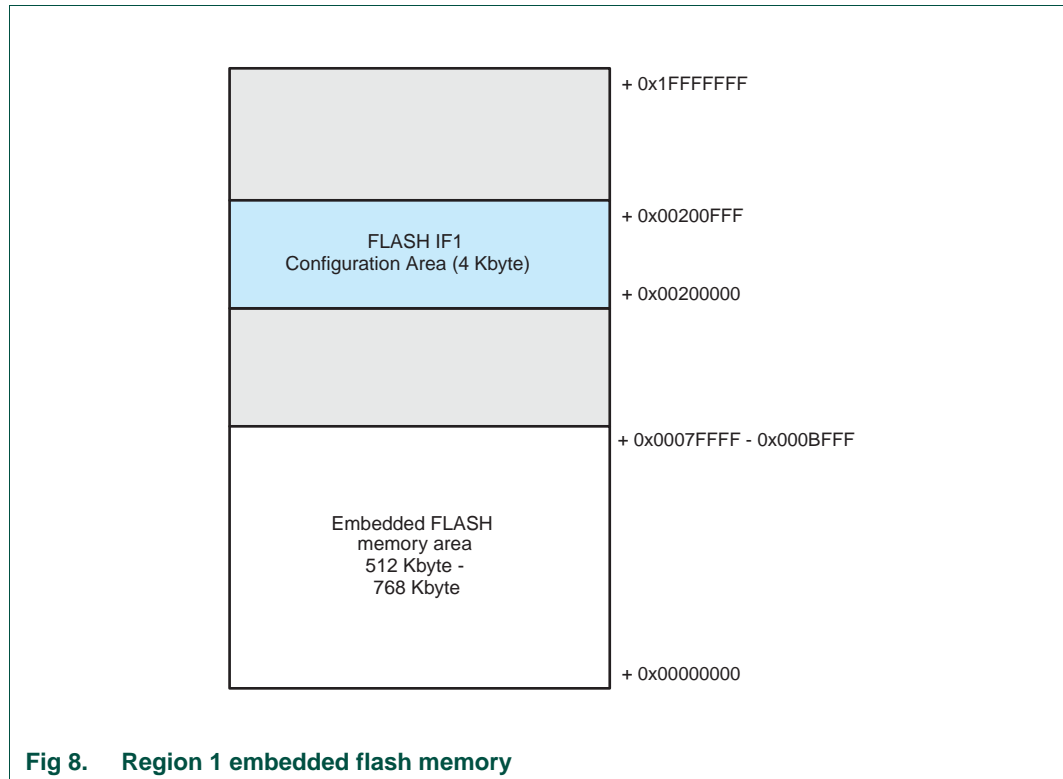 + 0x1FFFFFFF
+ 0x00200FFF
FLASH IF1
Configuration Area (4 Kbyte)
+ 0x00200000
+ 0x0007FFFF - 0x000BFFF
Embedded FLASH
memory area
512 Kbyte -
768 Kbyte
+ 0x00000000
Fig 8. Region 1 embedded flash memory